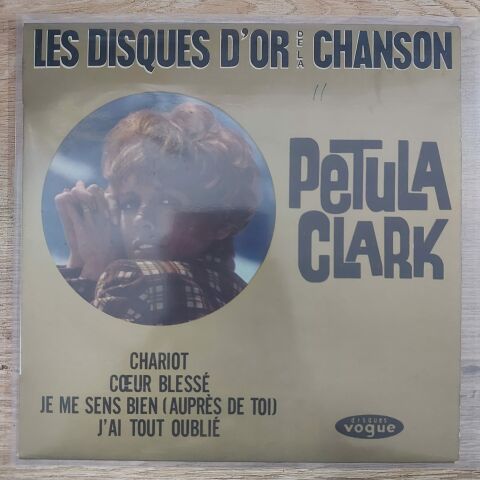 LES DISQUES D'OR DE LA CHANSON
PETULA
CLARK
CHARIOT
CŒUR BLESSÉ
JE ME SENS BIEN (AUPRÈS DE TOI)
J'AI TOUT OUBLIÉ
disques
vogue